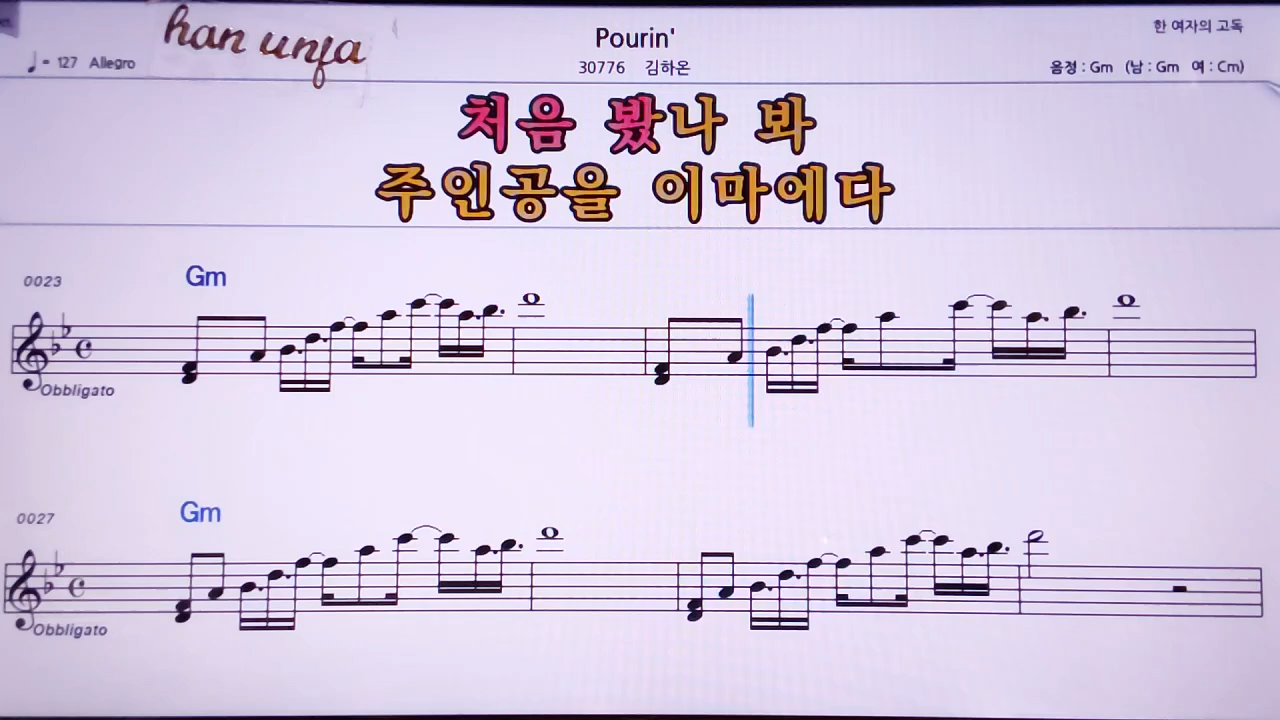 han unja
Pourin'
한 여자의 고독
♩= 127 Allegro
30776 김하온
음정 : Gm (남 : Gm 여 : Cm)
처음 봤나 봐
주인공을 이마에다
0023
Gm
Obbligato
0027
Gm
Obbligato